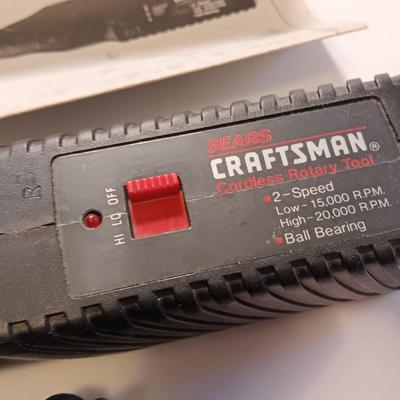 SEARS
CRAFTSMAN®
Cordless Rotary Tool
•2-Speed
Low-15,000 R.P.M.
High-20,000 R.P.M.
•Ball Bearing
HI LO OFF